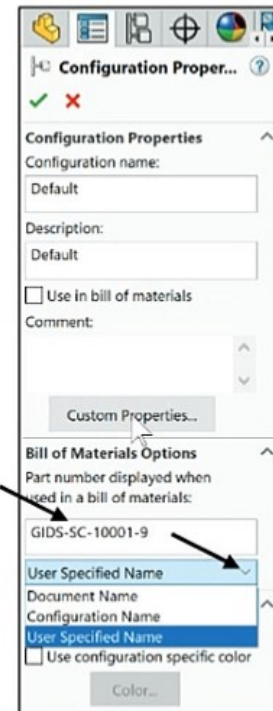 Configuration Proper...
Configuration Properties
Configuration name:
Default
Description:
Default
Use in bill of materials
Comment:
Custom Properties...
Bill of Materials Options
Part number displayed when
used in a bill of materials:
GIDS-SC-10001-9
User Specified Name
Document Name
Configuration Name
User Specified Name
Use configuration specific color
Color...